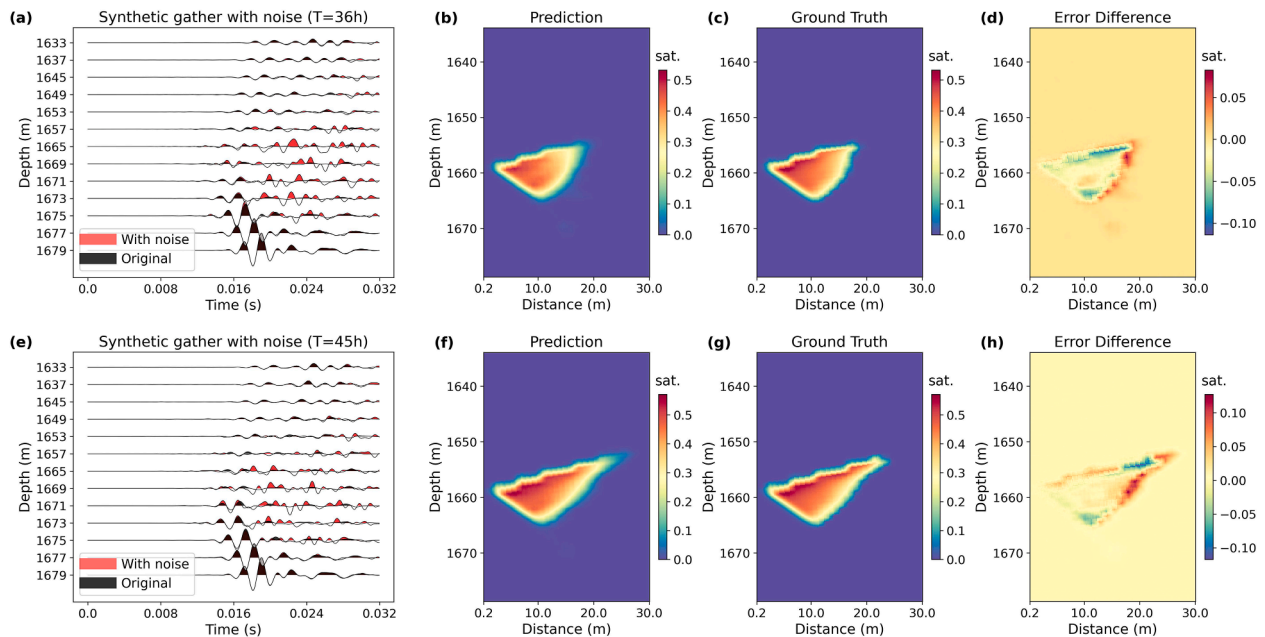 (a) Synthetic gather with noise (T=36h)
Depth (m)
1633
1637
1645
1649
1653
1657
1665
1669
1671
1673
1675
1677
1679
With noise
Original
0.0 0.008 0.016 0.024 0.032
Time (s)
(b) Prediction
Depth (m)
1640
1650
1660
1670
0.2 10.0 20.0 30.0
Distance (m)
sat.
0.5
0.4
0.3
0.2
0.1
0.0
(c) Ground Truth
Depth (m)
1640
1650
1660
1670
0.2 10.0 20.0 30.0
Distance (m)
sat.
0.5
0.4
0.3
0.2
0.1
0.0
(d) Error Difference
Depth (m)
1640
1650
1660
1670
0.2 10.0 20.0 30.0
Distance (m)
sat.
0.05
0.00
−0.05
−0.10
(e) Synthetic gather with noise (T=45h)
Depth (m)
1633
1637
1645
1649
1653
1657
1665
1669
1671
1673
1675
1677
1679
With noise
Original
0.0 0.008 0.016 0.024 0.032
Time (s)
(f) Prediction
Depth (m)
1640
1650
1660
1670
0.2 10.0 20.0 30.0
Distance (m)
sat.
0.5
0.4
0.3
0.2
0.1
0.0
(g) Ground Truth
Depth (m)
1640
1650
1660
1670
0.2 10.0 20.0 30.0
Distance (m)
sat.
0.5
0.4
0.3
0.2
0.1
0.0
(h) Error Difference
Depth (m)
1640
1650
1660
1670
0.2 10.0 20.0 30.0
Distance (m)
sat.
0.10
0.05
0.00
−0.05
−0.10